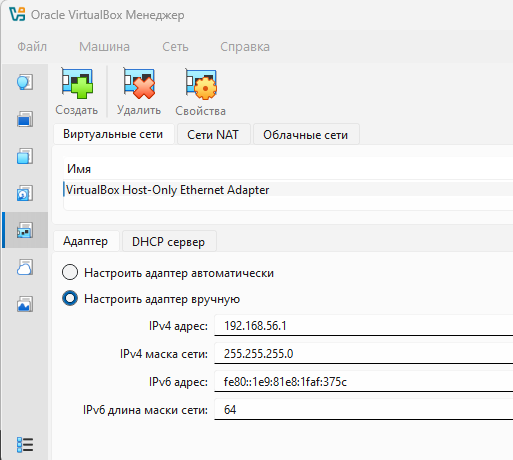 Oracle VirtualBox Менеджер
Файл Машина Сеть Справка
Создать Удалить Свойства
Виртуальные сети Сети NAT Облачные сети
Имя
VirtualBox Host-Only Ethernet Adapter
Адаптер DHCP сервер
Настроить адаптер автоматически
Настроить адаптер вручную
IPv4 адрес: 192.168.56.1
IPv4 маска сети: 255.255.255.0
IPv6 адрес: fe80::1e9:81e8:1faf:375c
IPv6 длина маски сети: 64